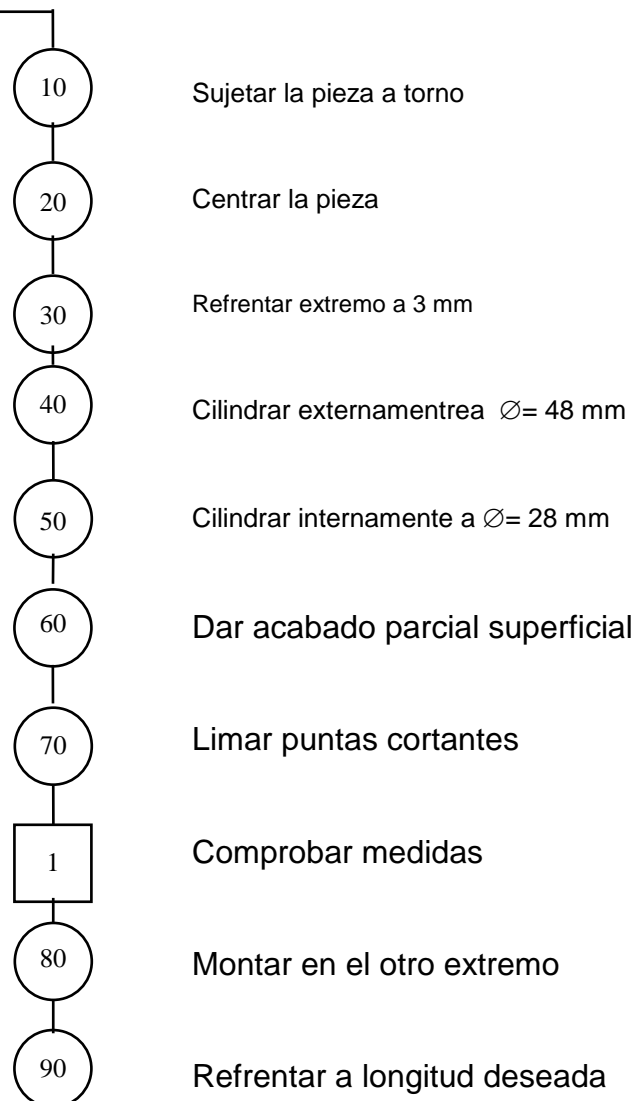 10 Sujetar la pieza a torno
20 Centrar la pieza
30 Refrentar extremo a 3 mm
40 Cilindrar externamentrea ∅= 48 mm
50 Cilindrar internamente a ∅= 28 mm
60 Dar acabado parcial superficial
70 Limar puntas cortantes
1 Comprobar medidas
80 Montar en el otro extremo
90 Refrentar a longitud deseada